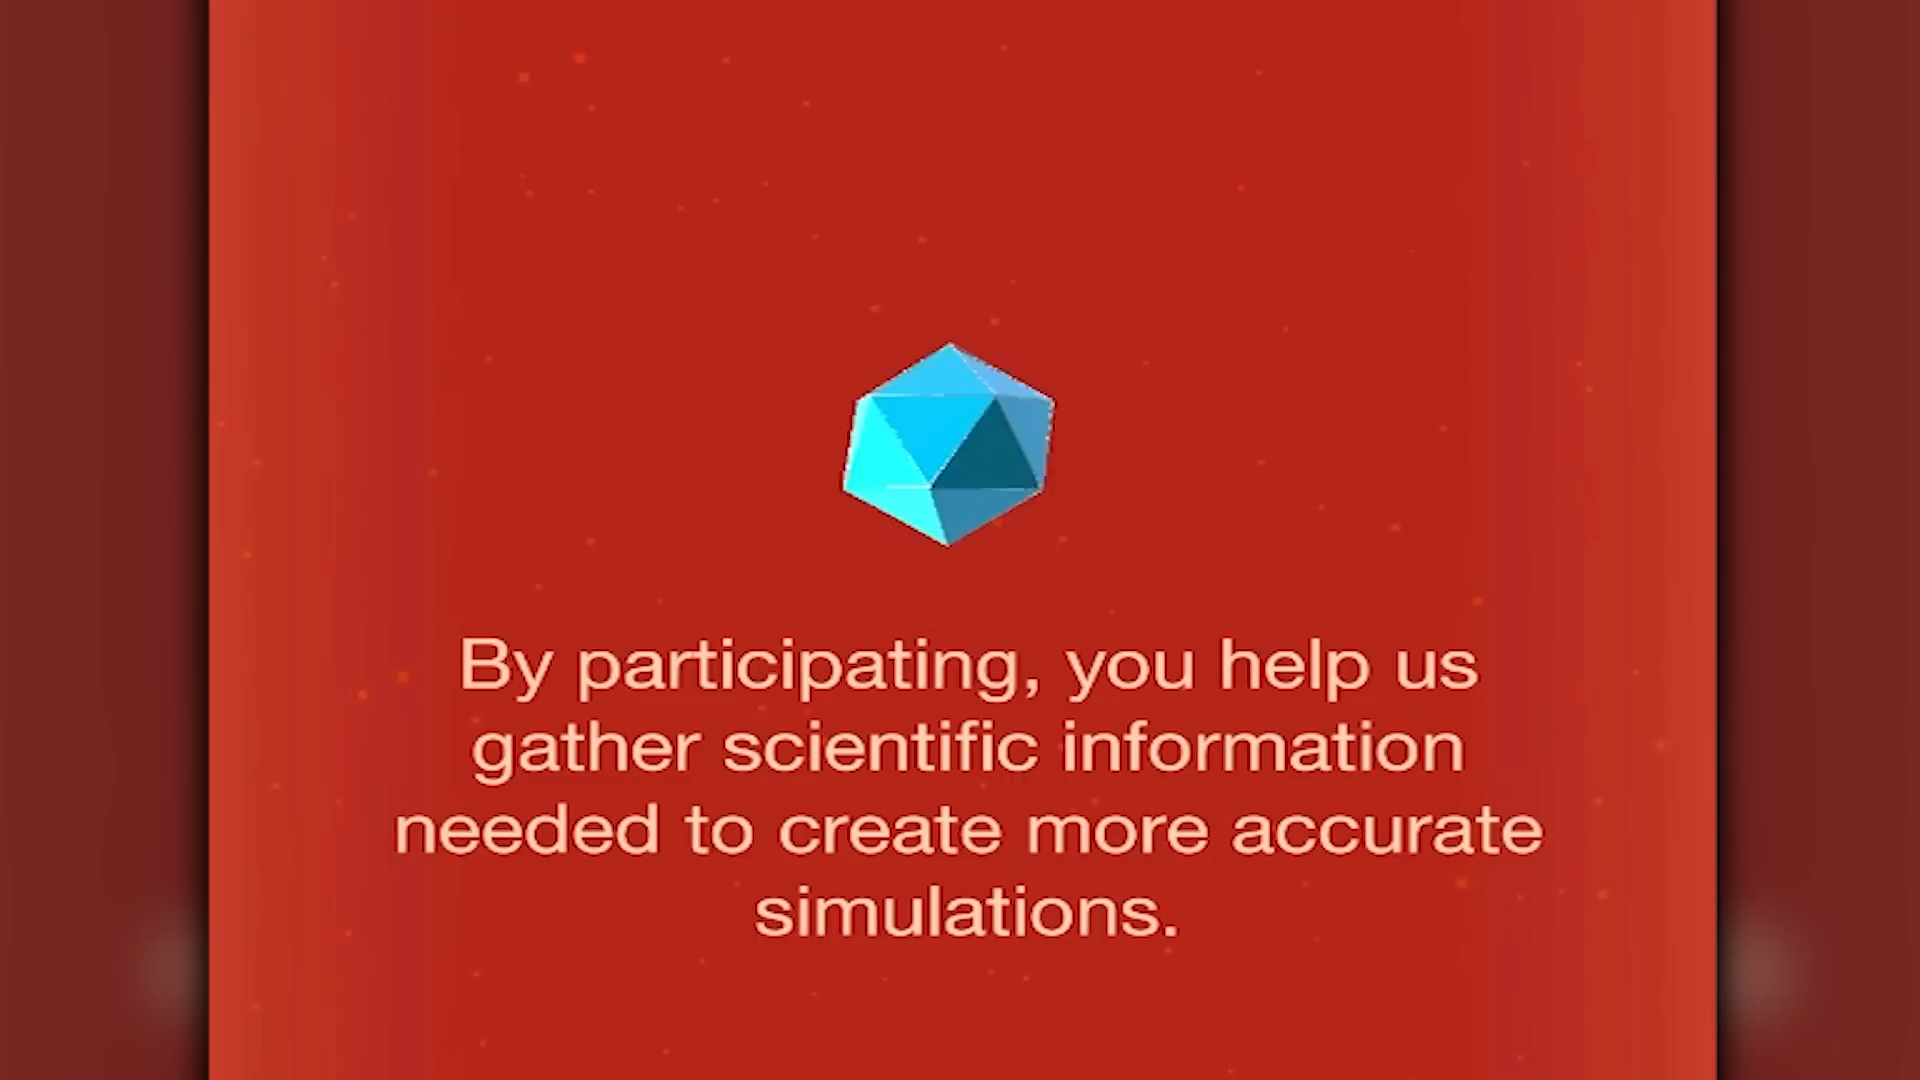 By participating, you help us
gather scientific information
needed to create more accurate
simulations.